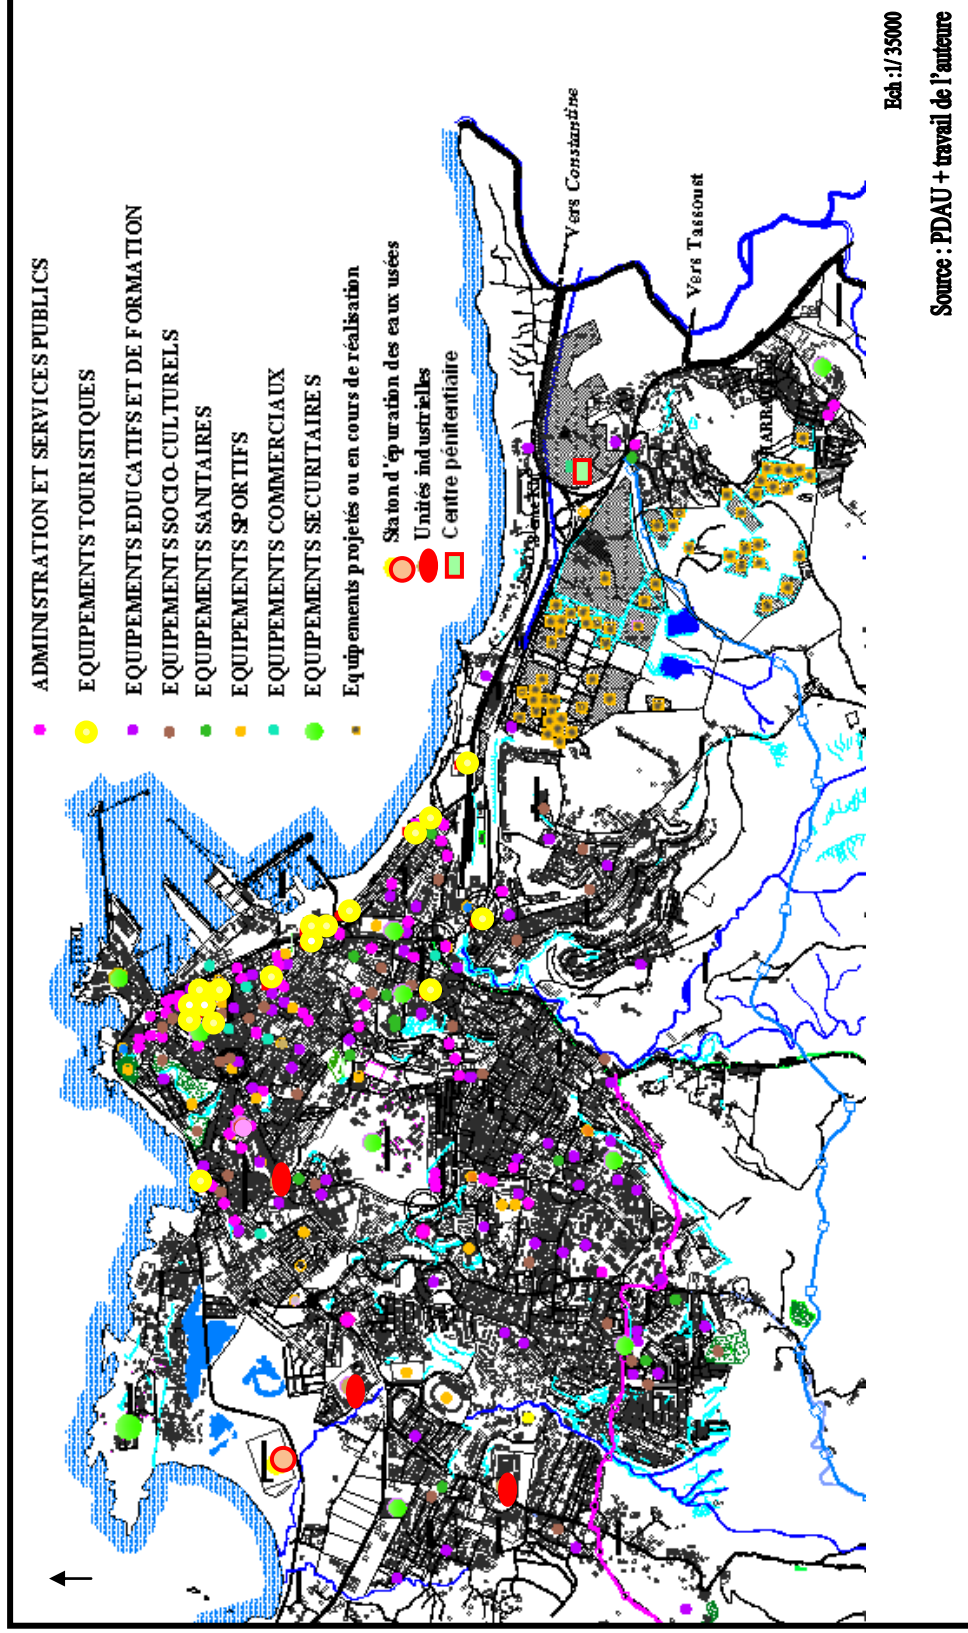 ADMINISTRATION ET SERVICES PUBLICS
EQUIPEMENTS TOURISTIQUES
EQUIPEMENTS EDUCATIFS ET DE FORMATION
EQUIPEMENTS SOCIO-CULTURELS
EQUIPEMENTS SANITAIRES
EQUIPEMENTS SPORTIFS
EQUIPEMENTS COMMERCIAUX
EQUIPEMENTS SECURITAIRES
Equipements projetés ou en cours de réalisation
Staton d'épuration des eaux usées
Unités industrielles
Centre pénitentiaire
Vers Constantine
Vers Tassoust
Ech :1/ 35000
Source : PDAU + travail de l'auteure